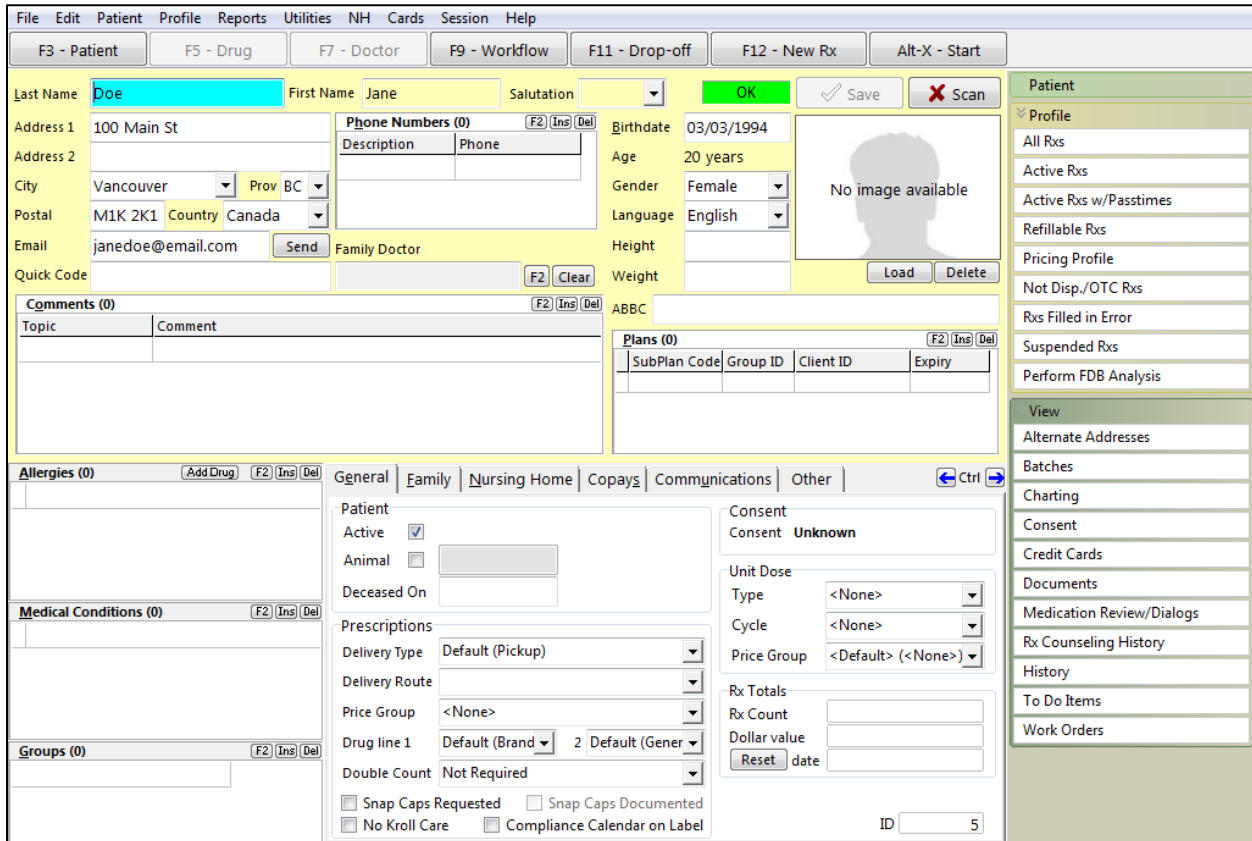 File Edit Patient Profile Reports Utilities NH Cards Session Help
F3 - Patient F5 - Drug F7 - Doctor F9 - Workflow F11 - Drop-off F12 - New Rx Alt-X - Start
Last Name Doe First Name Jane Salutation OK Save Scan
Address 1 100 Main St
Address 2
City Vancouver Prov BC
Postal M1K 2K1 Country Canada
Email janedoe@email.com Send
Quick Code
Phone Numbers (0) F2 Ins Del
Description Phone
Family Doctor
F2 Clear
Birthdate 03/03/1994
Age 20 years
Gender Female
Language English
Height
Weight
No image available
Load Delete
ABBC
Comments (0) F2 Ins Del
Topic Comment
Plans (0) F2 Ins Del
SubPlan Code Group ID Client ID Expiry
Allergies (0) Add Drug F2 Ins Del
Medical Conditions (0) F2 Ins Del
Groups (0) F2 Ins Del
General Family Nursing Home Copays Communications Other Ctrl
Patient
Active
Animal
Deceased On
Prescriptions
Delivery Type Default (Pickup)
Delivery Route
Price Group <None>
Drug line 1 Default (Brand 2 Default (Gener
Double Count Not Required
Snap Caps Requested Snap Caps Documented
No Kroll Care Compliance Calendar on Label
Consent
Consent Unknown
Unit Dose
Type <None>
Cycle <None>
Price Group <Default> (<None>)
Rx Totals
Rx Count
Dollar value
Reset date
ID 5
Patient
Profile
All Rxs
Active Rxs
Active Rxs w/Passtimes
Refillable Rxs
Pricing Profile
Not Disp./OTC Rxs
Rxs Filled in Error
Suspended Rxs
Perform FDB Analysis
View
Alternate Addresses
Batches
Charting
Consent
Credit Cards
Documents
Medication Review/Dialogs
Rx Counseling History
History
To Do Items
Work Orders